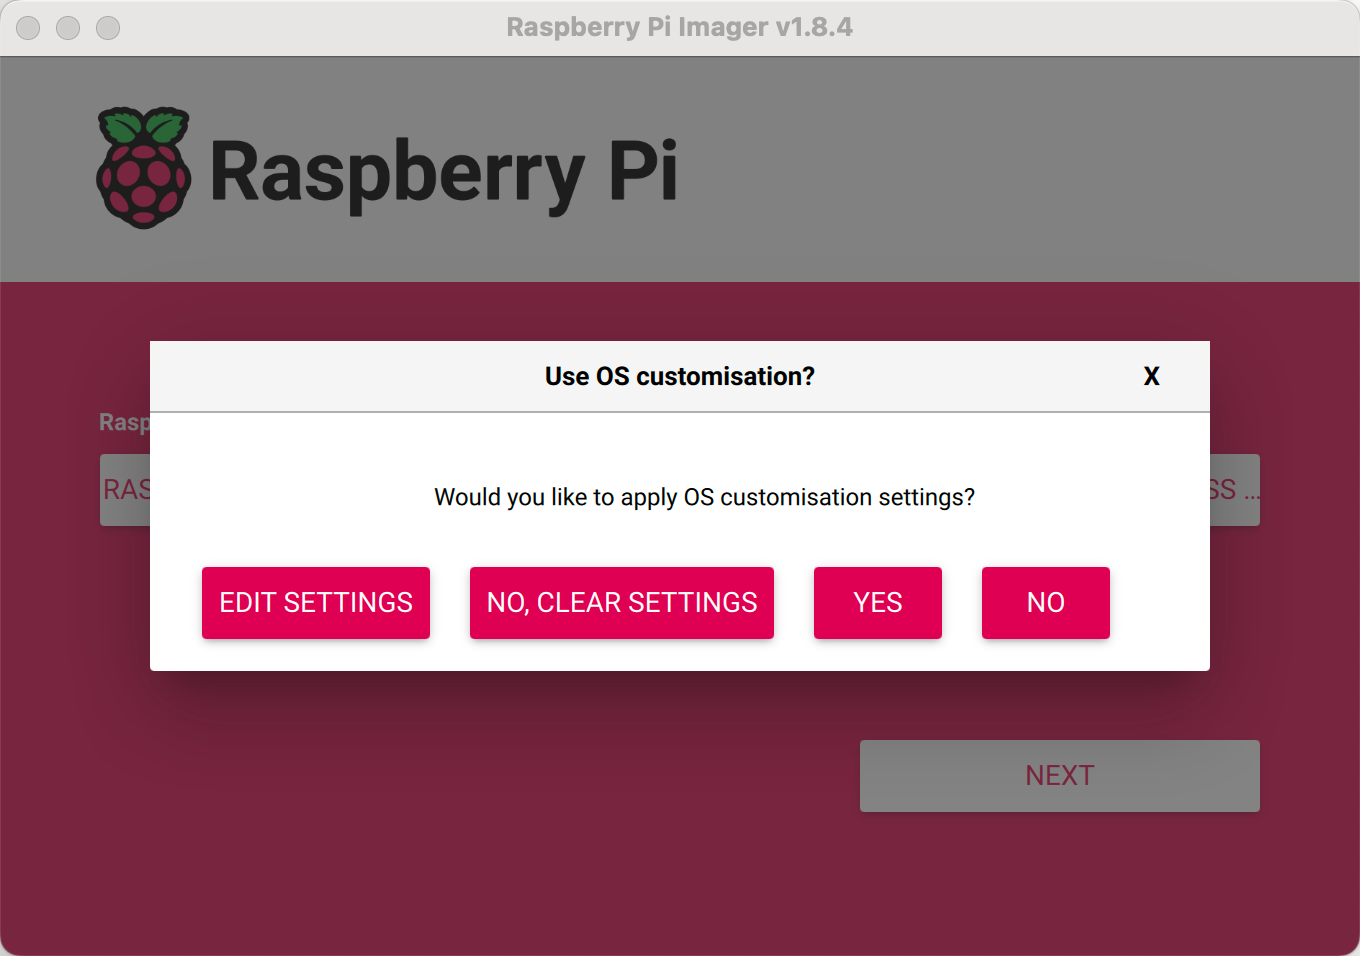 Raspberry Pi Imager v1.8.4
Raspberry Pi
Use OS customisation?
X
Rasp
RAS
SS ...
Would you like to apply OS customisation settings?
EDIT SETTINGS
NO, CLEAR SETTINGS
YES
NO
NEXT